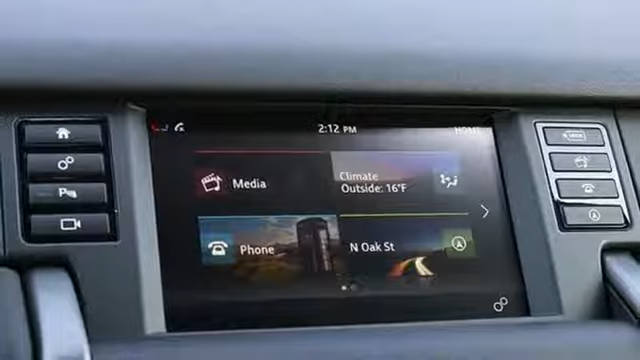 2:12 PM
HOME
Media
Climate
Outside: 16°F
Phone
N Oak St